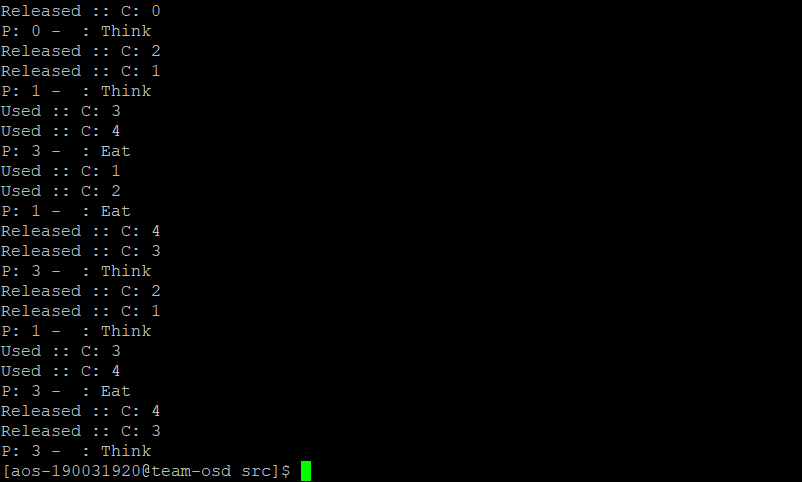 Released :: C: 0
P: 0 -  : Think
Released :: C: 2
Released :: C: 1
P: 1 -  : Think
Used :: C: 3
Used :: C: 4
P: 3 -  : Eat
Used :: C: 1
Used :: C: 2
P: 1 -  : Eat
Released :: C: 4
Released :: C: 3
P: 3 -  : Think
Released :: C: 2
Released :: C: 1
P: 1 -  : Think
Used :: C: 3
Used :: C: 4
P: 3 -  : Eat
Released :: C: 4
Released :: C: 3
P: 3 -  : Think
[aos-190031920@team-osd src]$